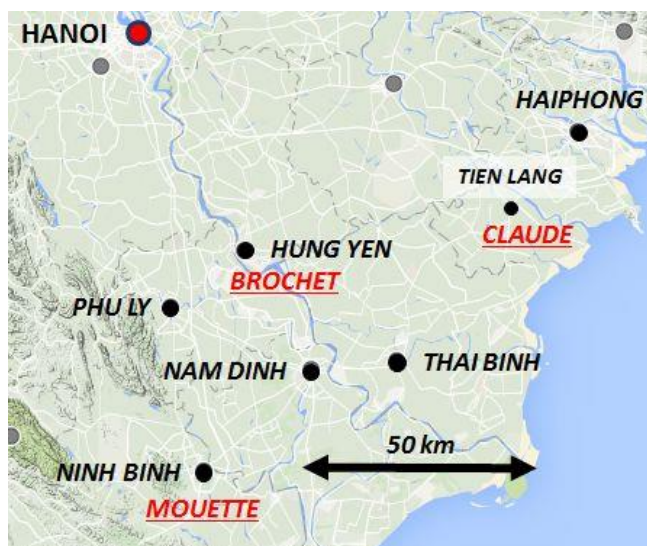 HANOI
HAIPHONG
TIEN LANG
CLAUDE
HUNG YEN
BROCHET
PHU LY
NAM DINH
THAI BINH
50 km
NINH BINH
MOUETTE